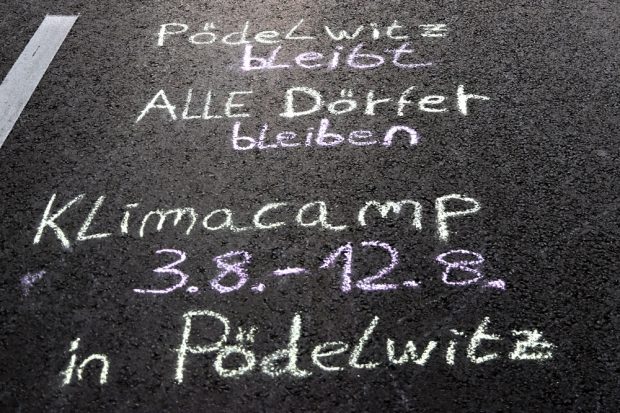 Pödelwitz
bleibt
ALLE Dörfer
bleiben
Klimacamp
3.8.-12.8.
in Pödelwitz